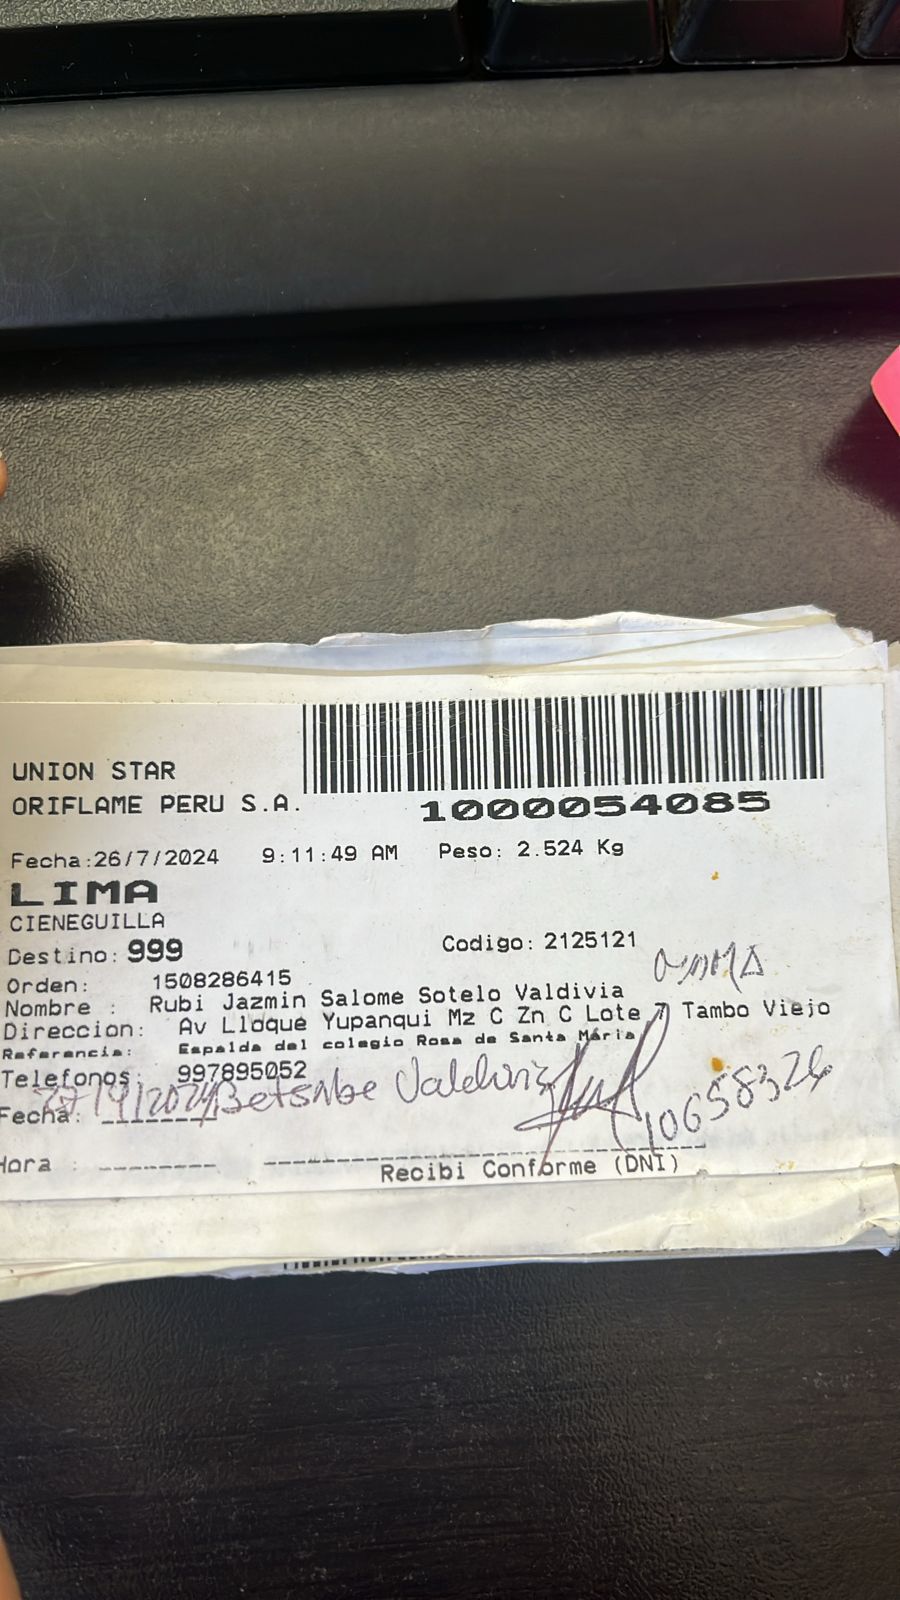 UNION STAR
ORIFLAME PERU S.A.
1000054085
Fecha:26/7/2024 9:11:49 AM Peso: 2.524 Kg
LIMA
CIENEGUILLA
Destino: 999 Codigo: 2125121
Orden: 1508286415
Nombre : Rubi Jazmin Salome Sotelo Valdivia
Direccion: Av Lloque Yupanqui Mz C Zn C Lote 7 Tambo Viejo
Referencia: Espalda del colegio Rosa de Santa Maria
Telefonos: 997895052
Valdivia
Fecha:
10658326
Hora :
Recibi Conforme (DNI)